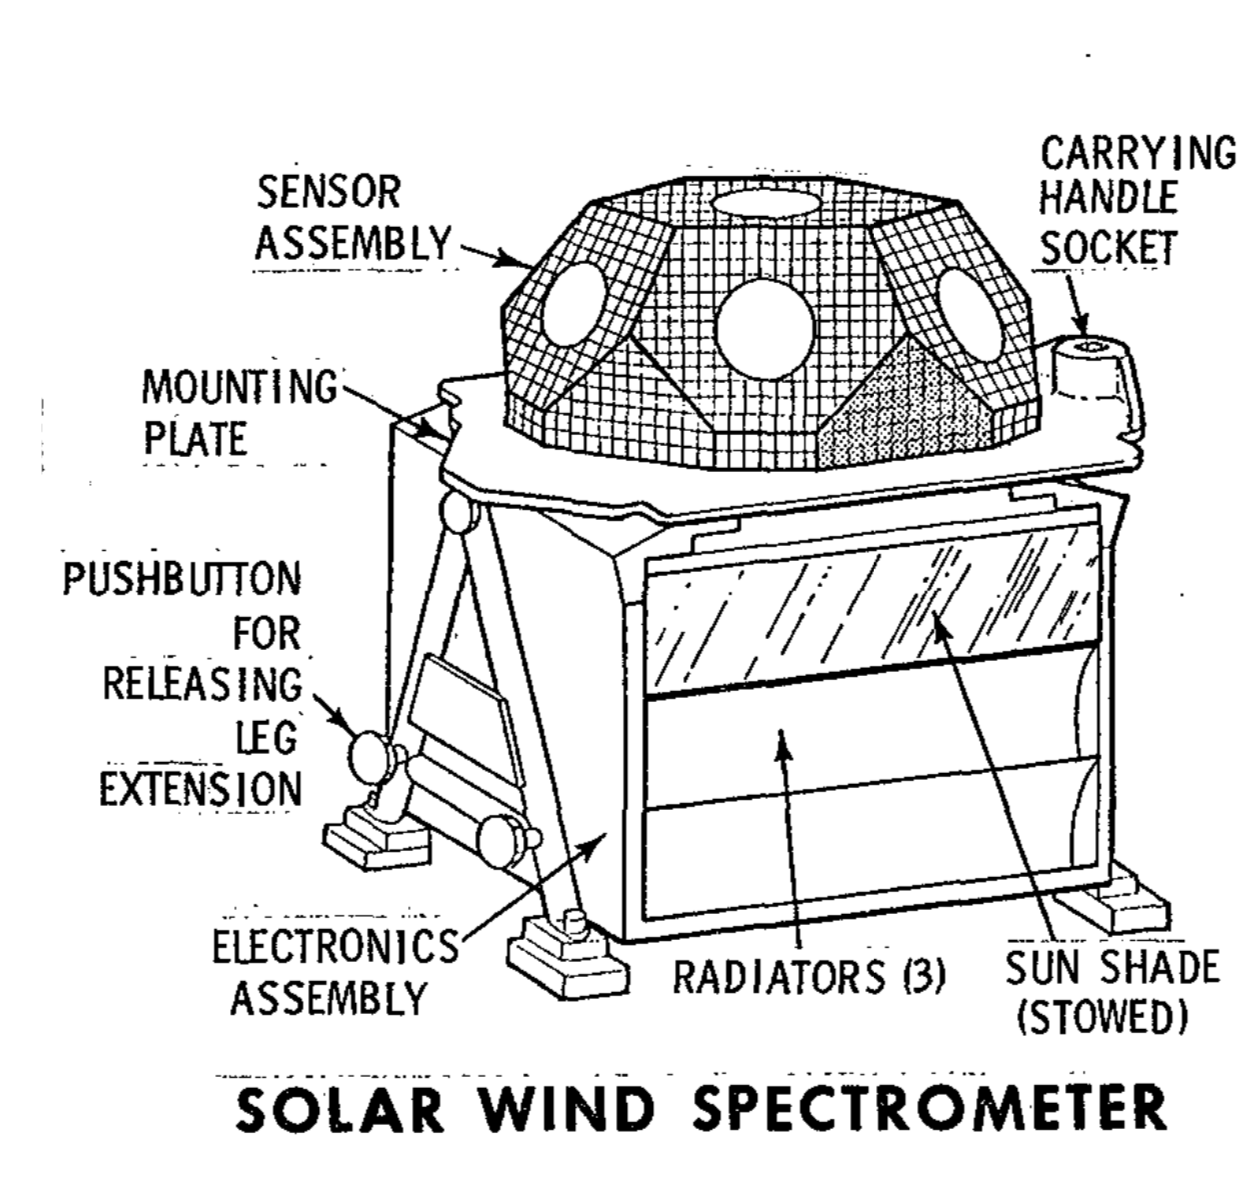 SENSOR
ASSEMBLY
CARRYING
HANDLE
SOCKET
MOUNTING
PLATE
PUSHBUTTON
FOR
RELEASING
LEG
EXTENSION
ELECTRONICS
ASSEMBLY
RADIATORS (3)
SUN SHADE
(STOWED)
SOLAR WIND SPECTROMETER